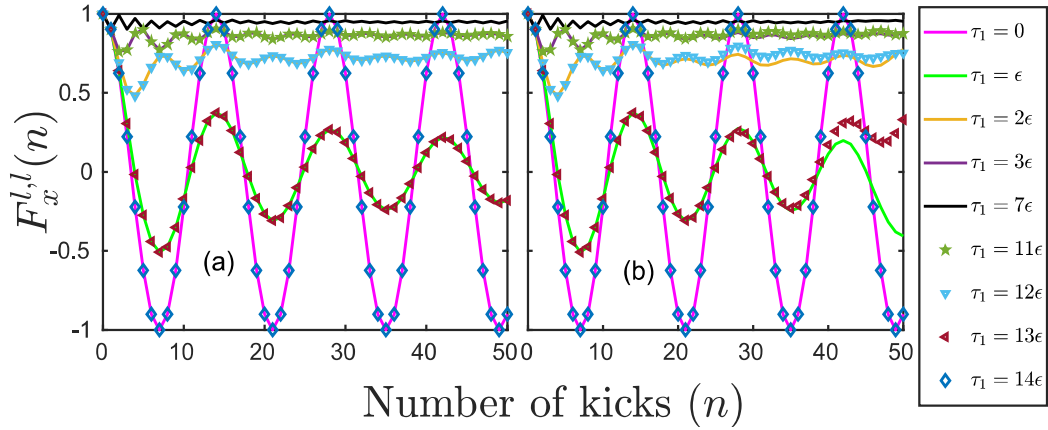 F_x^{l,l}(n)
1
0.5
0
-0.5
-1
0 10 20 30 40 50
(a)
0 10 20 30 40 50
(b)
Number of kicks (n)
τ₁ = 0
τ₁ = ϵ
τ₁ = 2ϵ
τ₁ = 3ϵ
τ₁ = 7ϵ
τ₁ = 11ϵ
τ₁ = 12ϵ
τ₁ = 13ϵ
τ₁ = 14ϵ